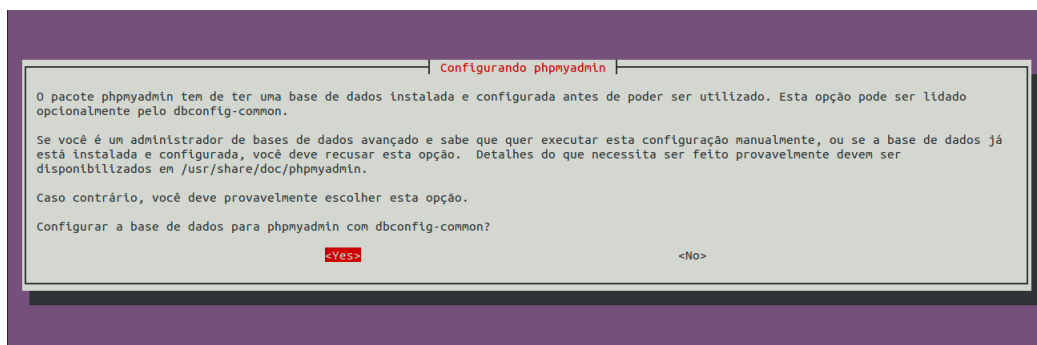 Configurando phpmyadmin
O pacote phpmyadmin tem de ter uma base de dados instalada e configurada antes de poder ser utilizado. Esta opção pode ser lidado
opcionalmente pelo dbconfig-common.
Se você é um administrador de bases de dados avançado e sabe que quer executar esta configuração manualmente, ou se a base de dados já
está instalada e configurada, você deve recusar esta opção.  Detalhes do que necessita ser feito provavelmente devem ser
disponibilizados em /usr/share/doc/phpmyadmin.
Caso contrário, você deve provavelmente escolher esta opção.
Configurar a base de dados para phpmyadmin com dbconfig-common?
<Yes> <No>